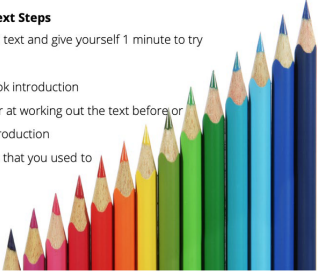 ext Steps
text and give yourself 1 minute to try
ok introduction
r at working out the text before or
roduction
that you used to